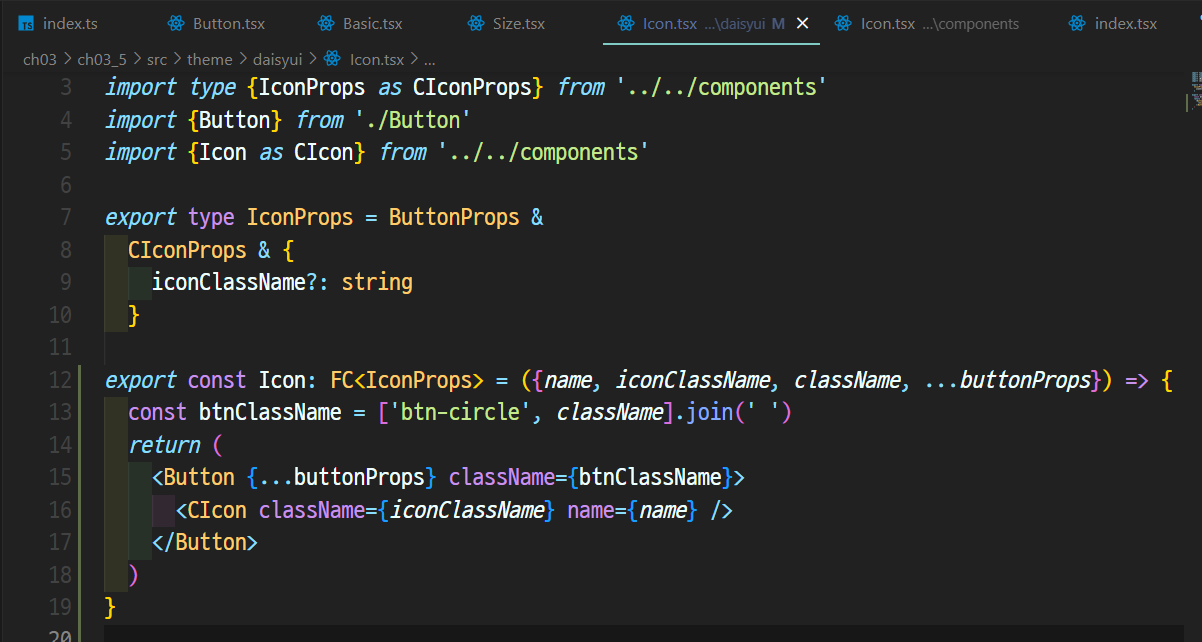 index.ts Button.tsx Basic.tsx Size.tsx Icon.tsx ...\daisyui M Icon.tsx ...\components index.tsx
ch03 > ch03_5 > src > theme > daisyui > Icon.tsx > ...
3 import type {IconProps as CIconProps} from '../../components'
4 import {Button} from './Button'
5 import {Icon as CIcon} from '../../components'
6
7 export type IconProps = ButtonProps &
8 CIconProps & {
9 iconClassName?: string
10 }
11
12 export const Icon: FC<IconProps> = ({name, iconClassName, className, ...buttonProps}) => {
13 const btnClassName = ['btn-circle', className].join(' ')
14 return (
15 <Button {...buttonProps} className={btnClassName}>
16 <CIcon className={iconClassName} name={name} />
17 </Button>
18 )
19 }
20